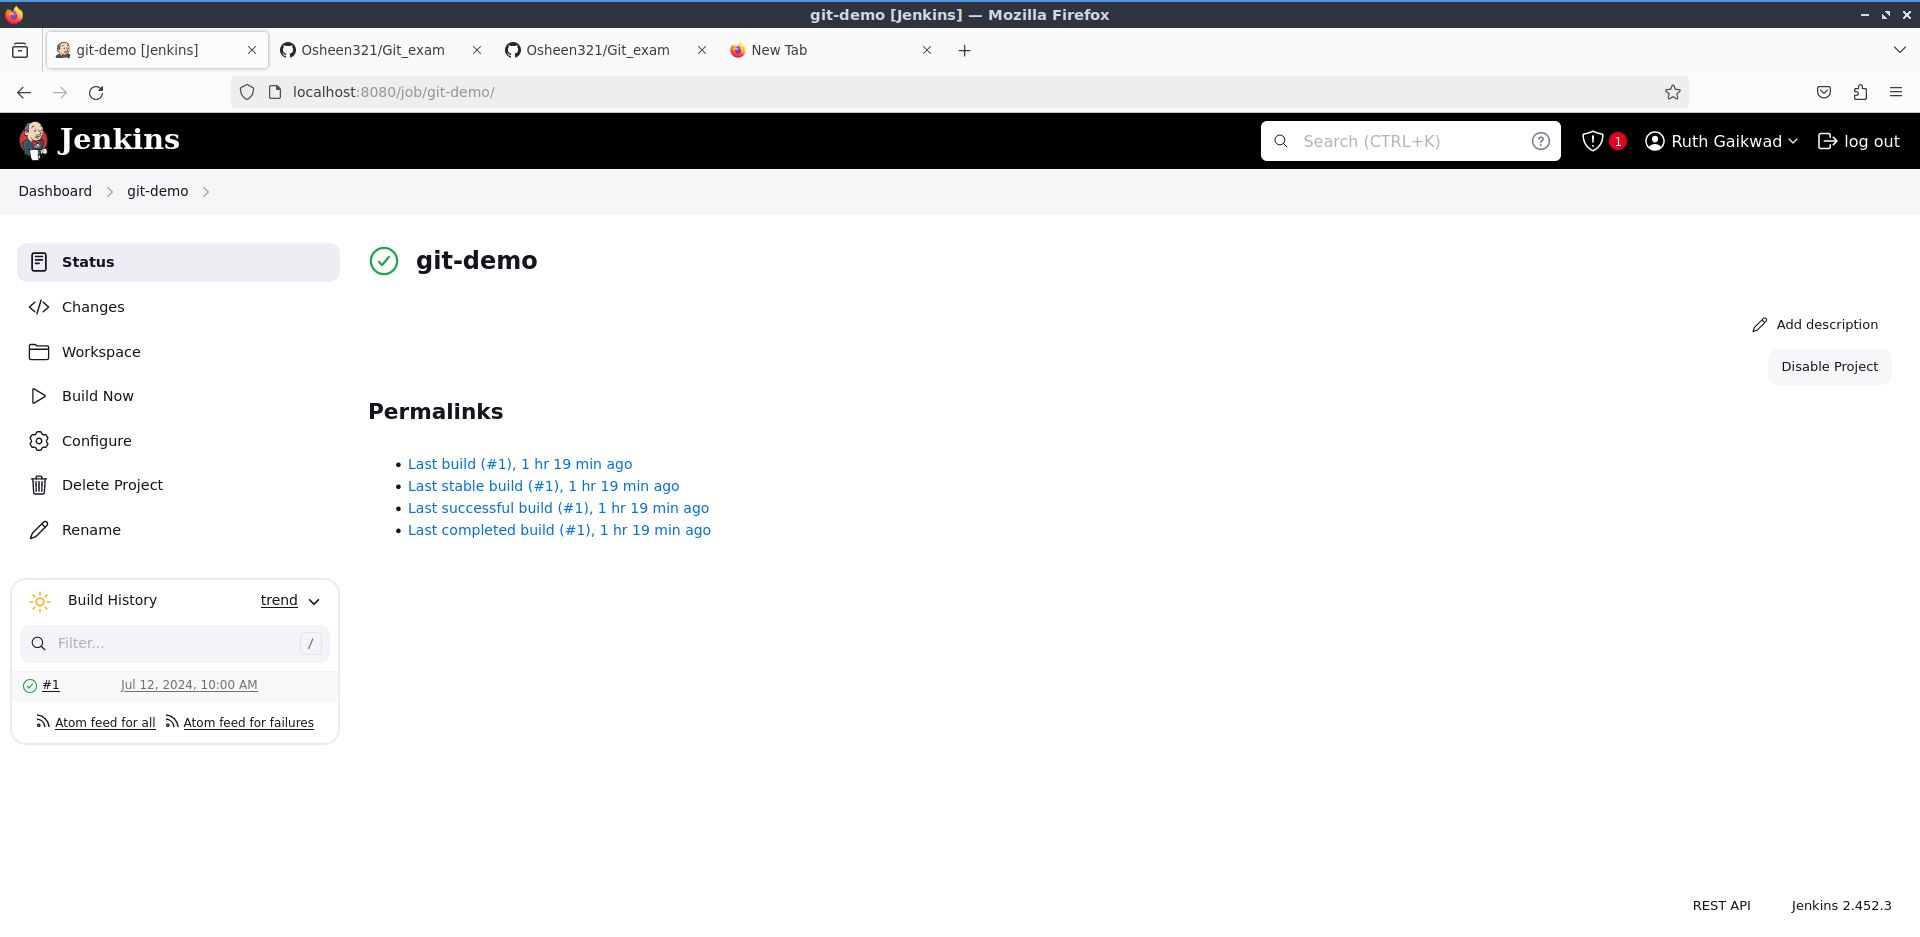 git-demo [Jenkins] — Mozilla Firefox
git-demo [Jenkins]
Osheen321/Git_exam
Osheen321/Git_exam
New Tab
localhost:8080/job/git-demo/
Jenkins
Search (CTRL+K)
?
1
Ruth Gaikwad
log out
Dashboard
git-demo
Status
git-demo
Changes
Add description
Workspace
Disable Project
Build Now
Permalinks
Configure
Last build (#1), 1 hr 19 min ago
Last stable build (#1), 1 hr 19 min ago
Last successful build (#1), 1 hr 19 min ago
Last completed build (#1), 1 hr 19 min ago
Delete Project
Rename
Build History
trend
Filter...
/
#1
Jul 12, 2024, 10:00 AM
Atom feed for all
Atom feed for failures
REST API
Jenkins 2.452.3